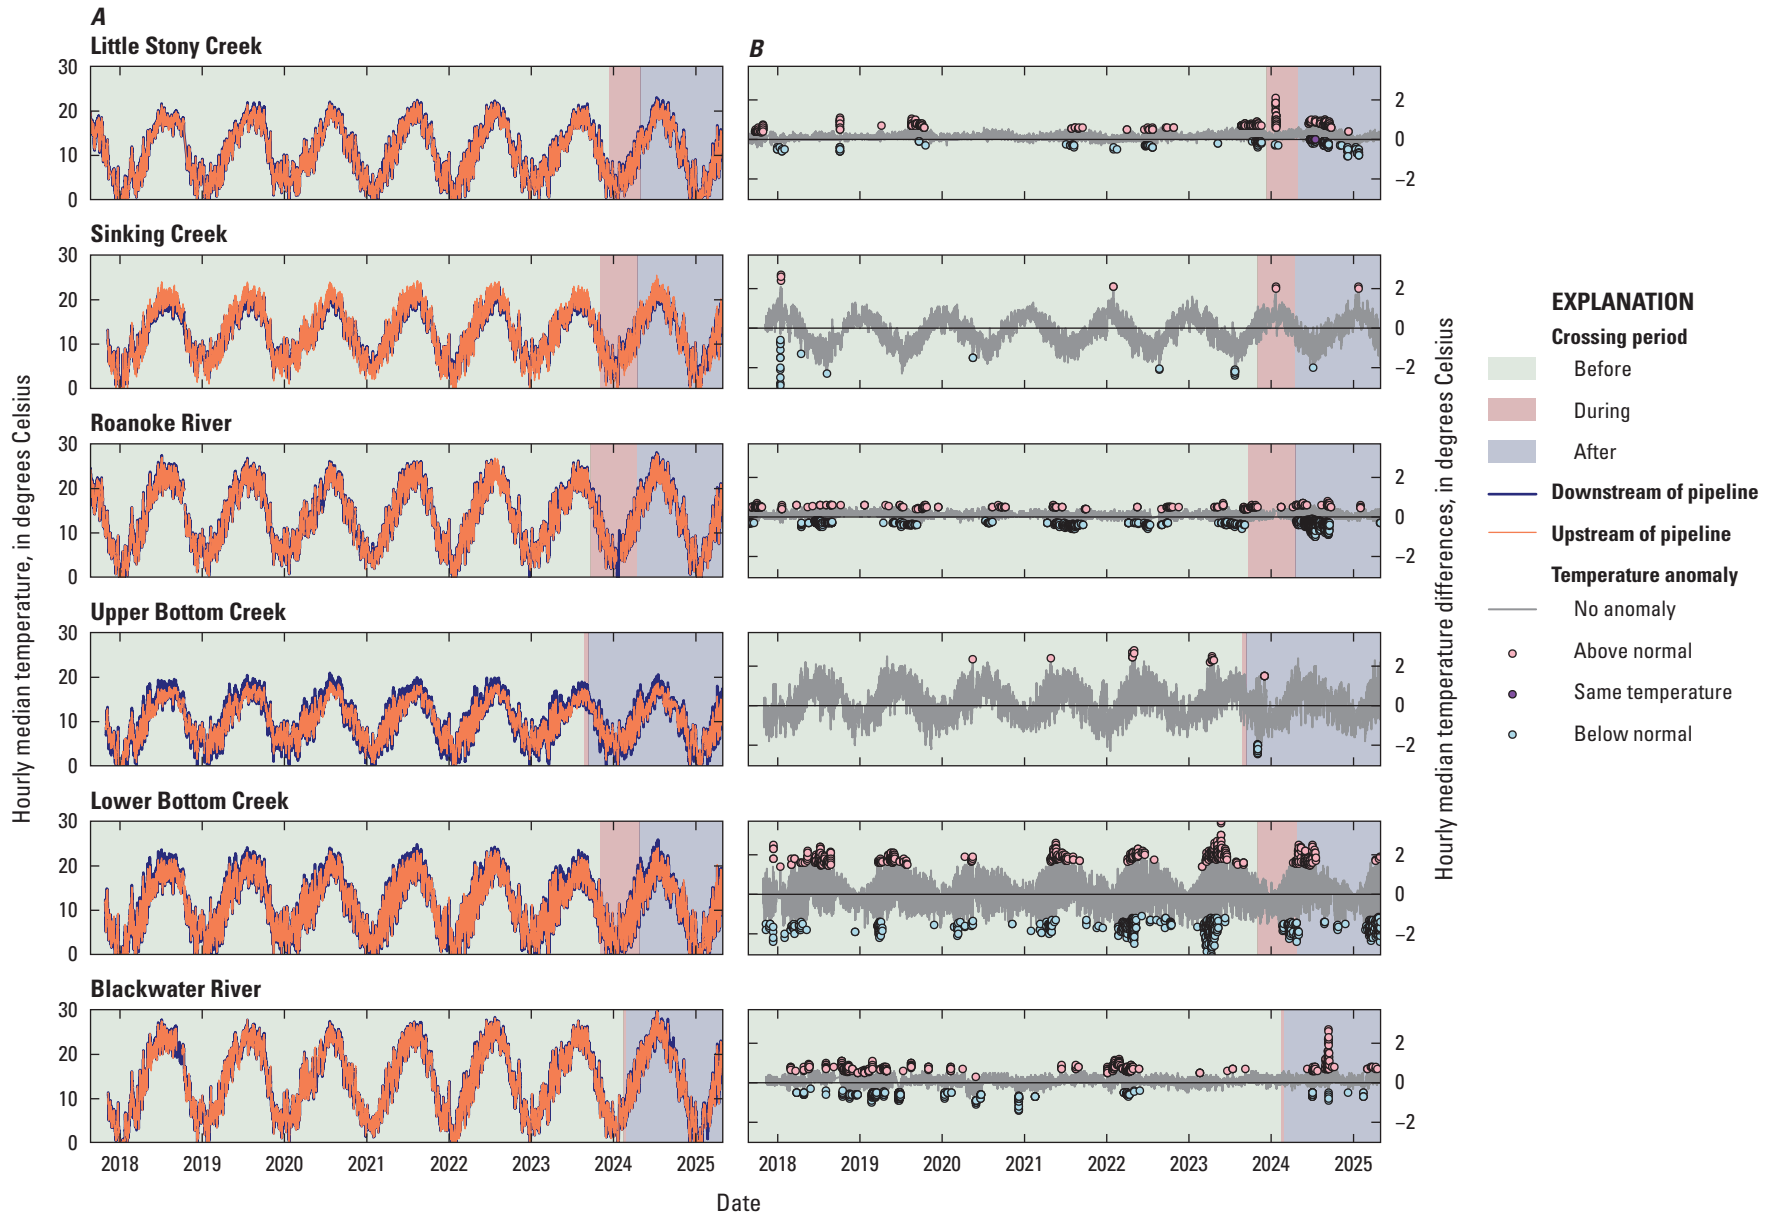 A
Little Stony Creek
B
30
20
10
0
2
0
–2
Sinking Creek
30
20
10
0
2
0
–2
Roanoke River
30
20
10
0
2
0
–2
Upper Bottom Creek
30
20
10
0
2
0
–2
Lower Bottom Creek
30
20
10
0
2
0
–2
Blackwater River
30
20
10
0
2
0
–2
2018 2019 2020 2021 2022 2023 2024 2025
2018 2019 2020 2021 2022 2023 2024 2025
Date
Hourly median temperature, in degrees Celsius
Hourly median temperature differences, in degrees Celsius
EXPLANATION
Crossing period
Before
During
After
Downstream of pipeline
Upstream of pipeline
Temperature anomaly
No anomaly
Above normal
Same temperature
Below normal